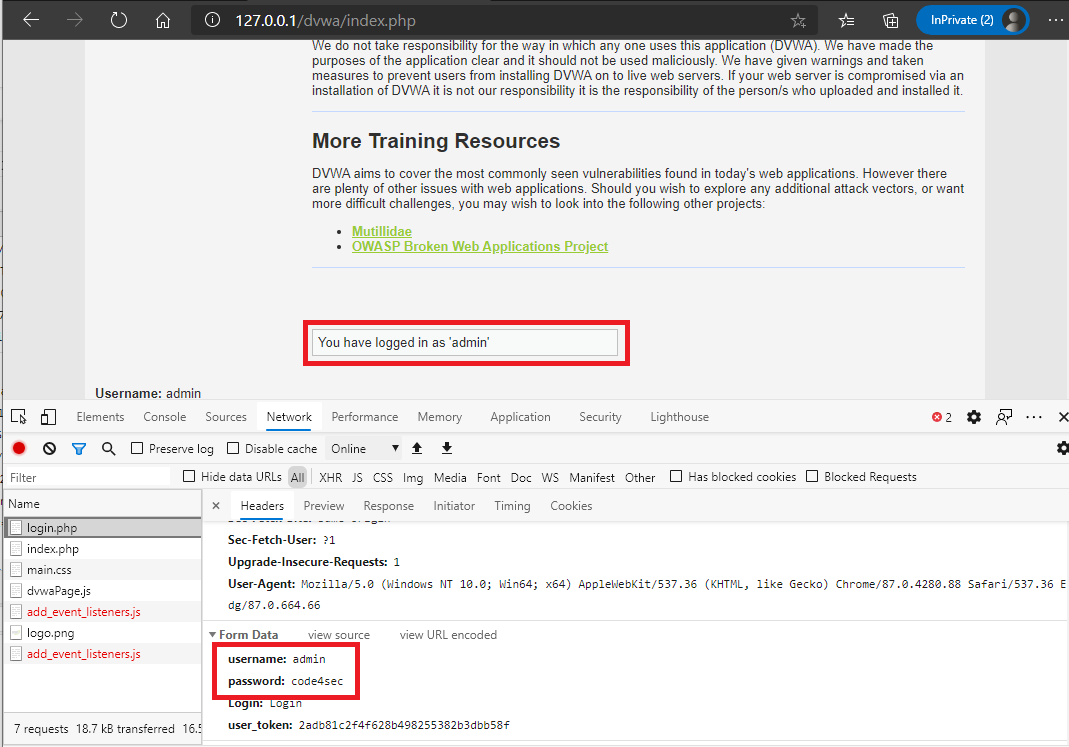 127.0.0.1/dvwa/index.php
InPrivate (2)
We do not take responsibility for the way in which any one uses this application (DVWA). We have made the
purposes of the application clear and it should not be used maliciously. We have given warnings and taken
measures to prevent users from installing DVWA on to live web servers. If your web server is compromised via an
installation of DVWA it is not our responsibility it is the responsibility of the person/s who uploaded and installed it.
More Training Resources
DVWA aims to cover the most commonly seen vulnerabilities found in today's web applications. However there
are plenty of other issues with web applications. Should you wish to explore any additional attack vectors, or want
more difficult challenges, you may wish to look into the following other projects:
• Mutillidae
• OWASP Broken Web Applications Project
You have logged in as 'admin'
Username: admin
Elements Console Sources Network Performance Memory Application Security Lighthouse 2
Preserve log Disable cache Online
Filter Hide data URLs All XHR JS CSS Img Media Font Doc WS Manifest Other Has blocked cookies Blocked Requests
Name
Headers Preview Response Initiator Timing Cookies
login.php
index.php
main.css
dvwaPage.js
add_event_listeners.js
logo.png
add_event_listeners.js
7 requests 18.7 kB transferred 16.5
Sec-Fetch-User: ?1
Upgrade-Insecure-Requests: 1
User-Agent: Mozilla/5.0 (Windows NT 10.0; Win64; x64) AppleWebKit/537.36 (KHTML, like Gecko) Chrome/87.0.4280.88 Safari/537.36 E
dg/87.0.664.66
Form Data view source view URL encoded
username: admin
password: code4sec
Login: Login
user_token: 2adb81c2f4f628b498255382b3dbb58f